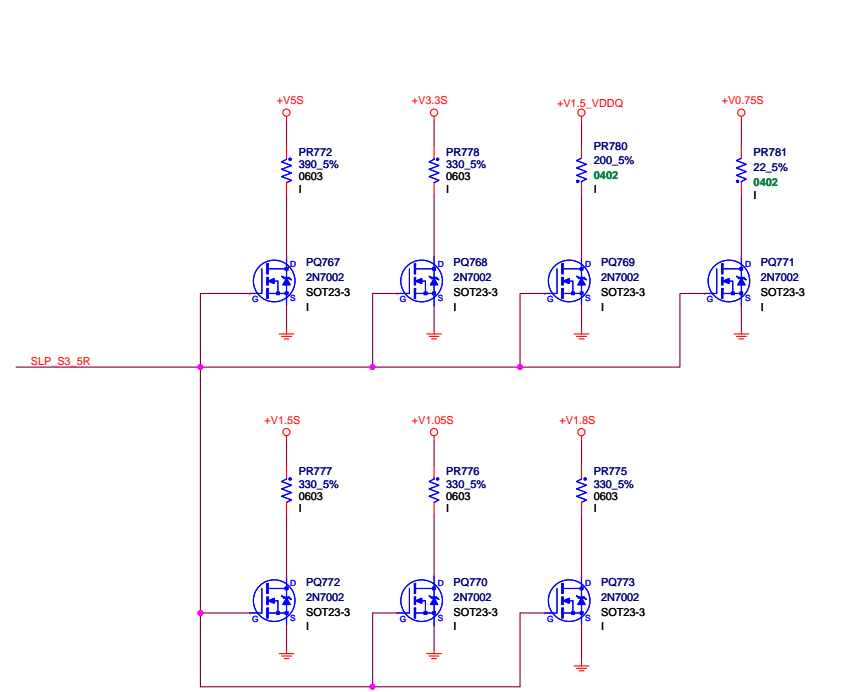 +V5S
+V3.3S
+V1.5_VDDQ
+V0.75S
PR772
390_5%
0603
I
PR778
330_5%
0603
I
PR780
200_5%
0402
I
PR781
22_5%
0402
I
D
G
S
PQ767
2N7002
SOT23-3
I
D
G
S
PQ768
2N7002
SOT23-3
I
D
G
S
PQ769
2N7002
SOT23-3
I
D
G
S
PQ771
2N7002
SOT23-3
I
SLP_S3_5R
+V1.5S
+V1.05S
+V1.8S
PR777
330_5%
0603
I
PR776
330_5%
0603
I
PR775
330_5%
0603
I
D
G
S
PQ772
2N7002
SOT23-3
I
D
G
S
PQ770
2N7002
SOT23-3
I
D
G
S
PQ773
2N7002
SOT23-3
I